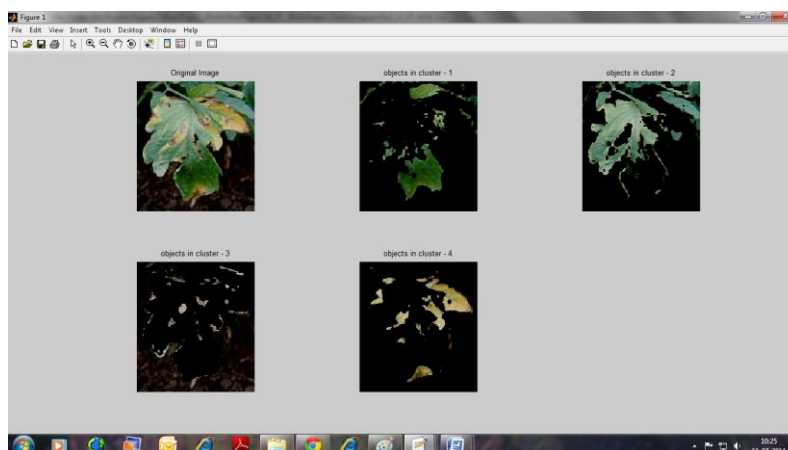 Figure 1
File Edit View Insert Tools Desktop Window Help
Original Image
objects in cluster - 1
objects in cluster - 2
objects in cluster - 3
objects in cluster - 4
10:25